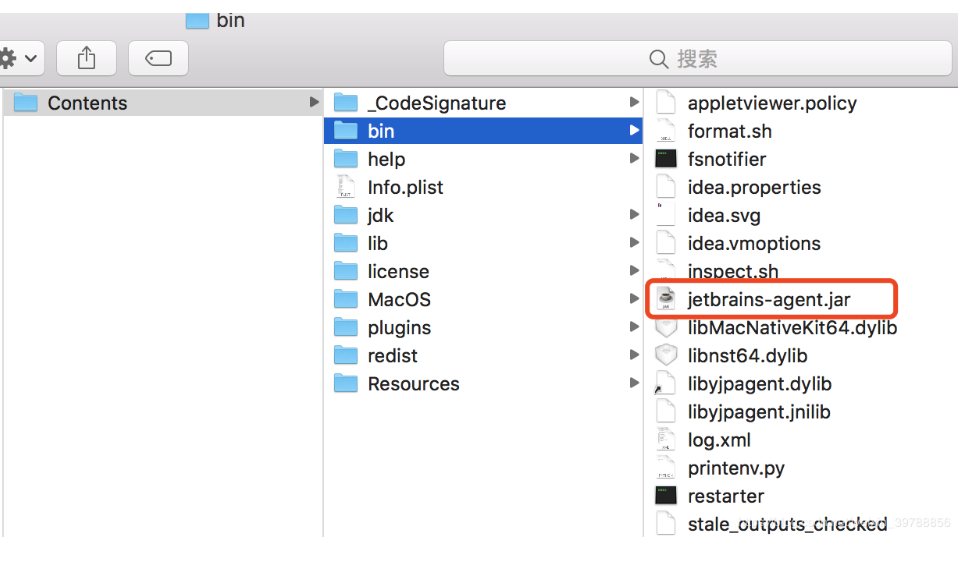 bin
搜索
Contents
_CodeSignature
bin
help
Info.plist
jdk
lib
license
MacOS
plugins
redist
Resources
appletviewer.policy
format.sh
fsnotifier
idea.properties
idea.svg
idea.vmoptions
inspect.sh
jetbrains-agent.jar
libMacNativeKit64.dylib
libnst64.dylib
libyjpagent.dylib
libyjpagent.jnilib
log.xml
printenv.py
restarter
stale_outputs_checked
39788856